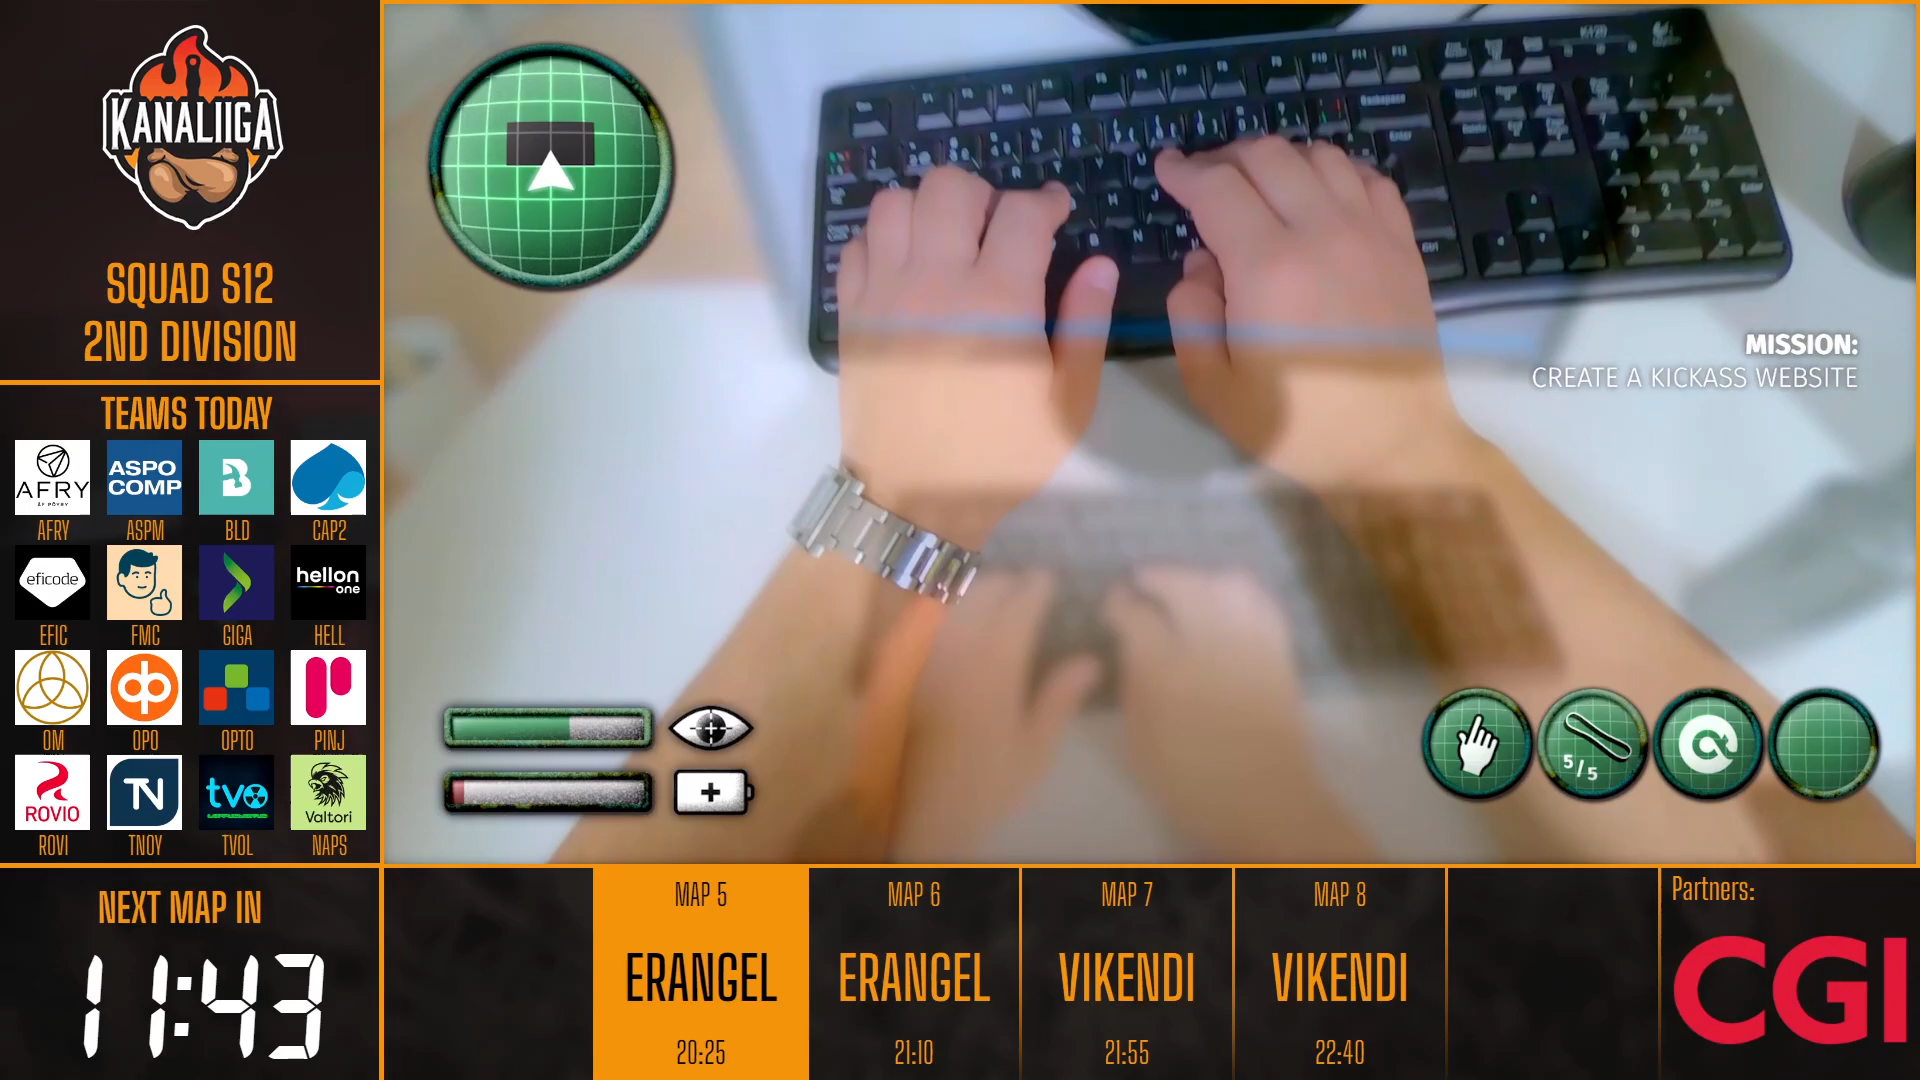 KANALIIGA
SQUAD S12
2ND DIVISION
TEAMS TODAY
AFRY
ÅF PÖYRY
ASPO
COMP
B
AFRY
ASPM
BLD
CAP2
eficode
hellon
one
EFIC
FMC
GIGA
HELL
OM
OPO
OPTO
PINJ
ROVIO
TN
tvo
Valtori
ROVI
TNOY
TVOL
NAPS
NEXT MAP IN
11:43
MISSION:
CREATE A KICKASS WEBSITE
5/5
MAP 5
ERANGEL
20:25
MAP 6
ERANGEL
21:10
MAP 7
VIKENDI
21:55
MAP 8
VIKENDI
22:40
Partners:
CGI